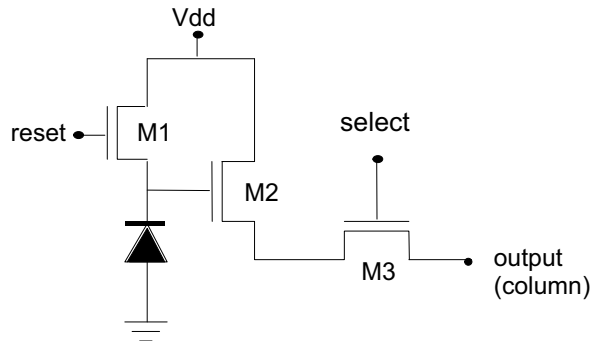 Vdd
reset
M1
select
M2
M3
output
(column)